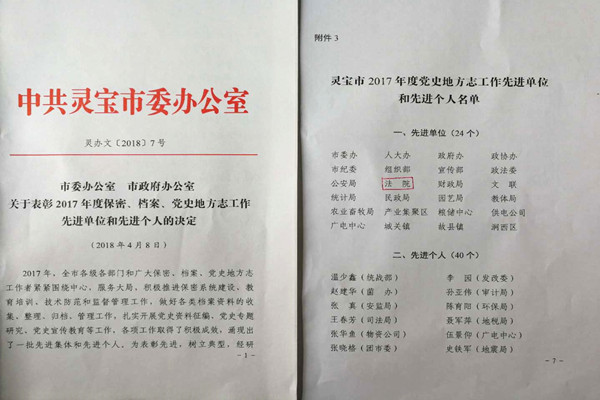 中共灵宝市委办公室
灵办文〔2018〕7号
市委办公室 市政府办公室
关于表彰2017年度保密、档案、党史地方志工作
先进单位和先进个人的决定
(2018年4月8日)
2017年，全市各级各部门和广大保密、档案、党史地方志
工作者紧紧围绕中心，服务大局，积极推进保密系统建设、教
育培训、技术防范和监督管理工作，做好各类档案资料的收
集、整理、归档、管理工作，扎实开展党史资料征编、党史专
题研究、党史宣传教育等工作，各项工作取得了积极成效，涌现出
了一批先进集体和先进个人。为表彰先进，树立典型，经研
- 1 -
附件3
灵宝市2017年度党史地方志工作先进单位
和先进个人名单
一、先进单位(24个)
市委办 人大办 政府办 政协办
市纪委 组织部 宣传部 政法委
公安局 法院 财政局 文联
统计局 民政局 园艺局 教体局
农业畜牧局 产业集聚区 粮储中心 供电公司
广电中心 城关镇 故县镇 涧西区
二、先进个人(40个)
温少鑫(统战部) 李国(发改委)
赵建华(菌办) 孙亚伟(审计局)
张真(安监局) 陈育阳(环保局)
王春芳(司法局) 聂军萍(地税局)
张华鱼(物资公司) 伍景仰(广电中心)
张晓格(团市委) 史铁军(地震局)
- 7 -